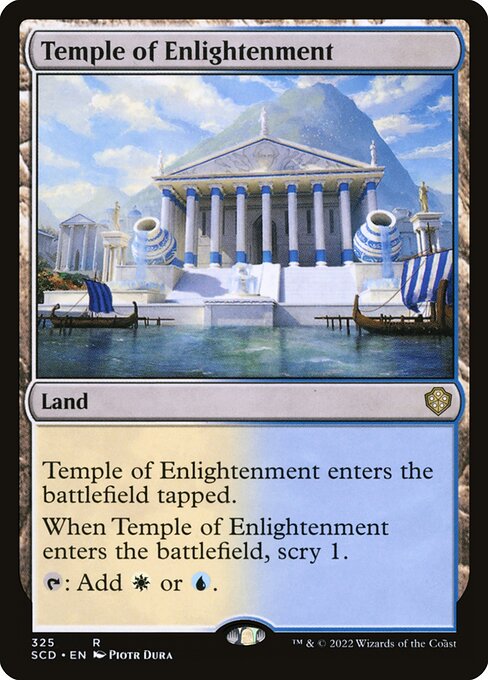 Temple of Enlightenment
Land
Temple of Enlightenment enters the
battlefield tapped.
When Temple of Enlightenment
enters the battlefield, scry 1.
: Add or .
325 R
SCD • EN Piotr Dura
™ & © 2022 Wizards of the Coast